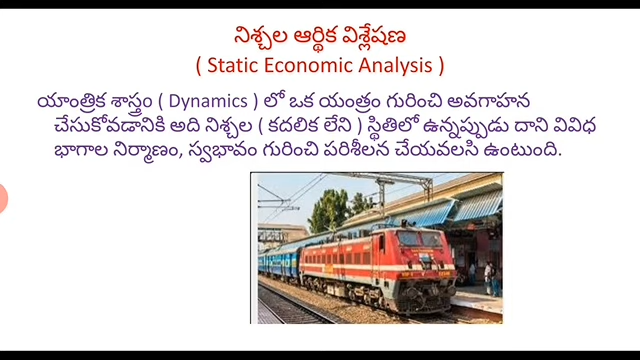 నిశ్చల ఆర్థిక విశ్లేషణ
( Static Economic Analysis )
యాంత్రిక శాస్త్రం ( Dynamics ) లో ఒక యంత్రం గురించి అవగాహన
చేసుకోవడానికి అది నిశ్చల ( కదలిక లేని ) స్థితిలో ఉన్నప్పుడు దాని వివిధ
భాగాల నిర్మాణం, స్వభావం గురించి పరిశీలన చేయవలసి ఉంటుంది.